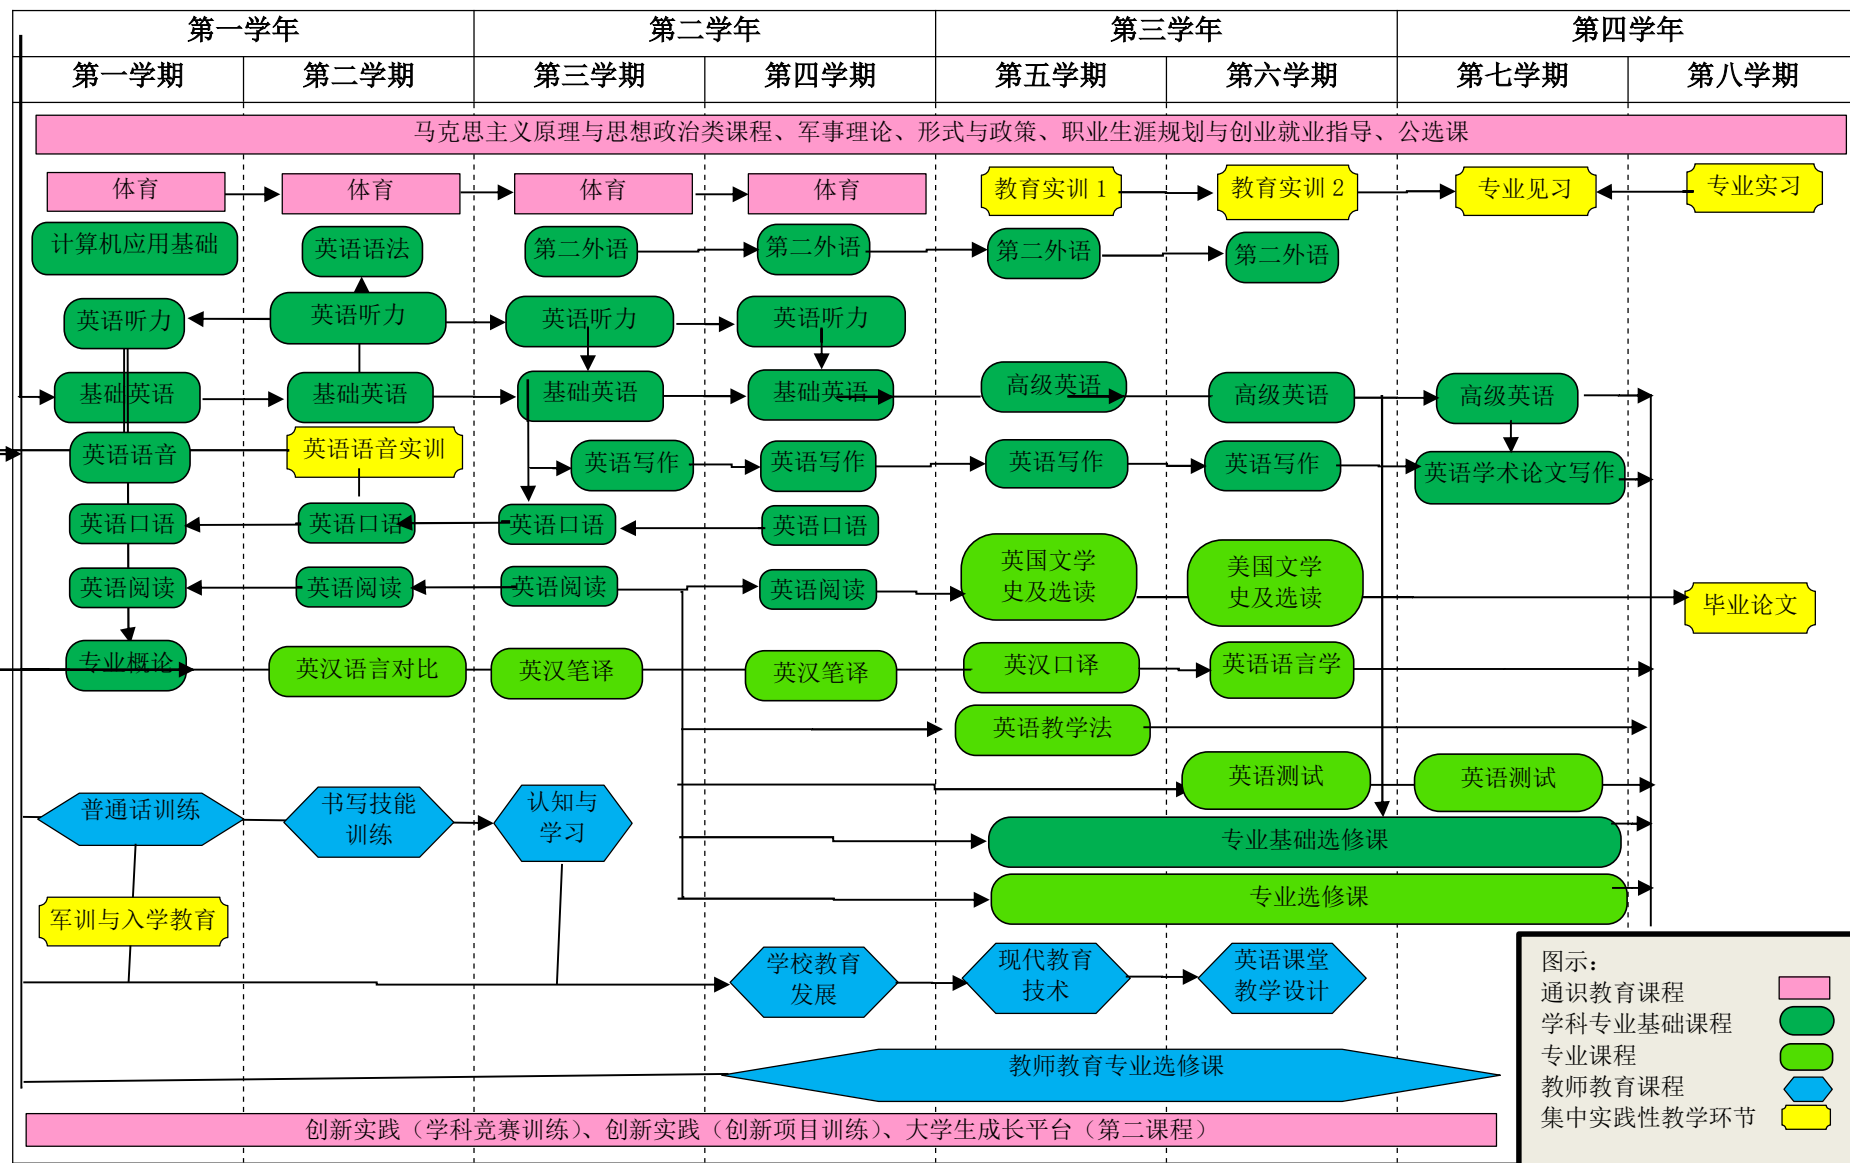 第一学年 第二学年 第三学年 第四学年
第一学期 第二学期 第三学期 第四学期 第五学期 第六学期 第七学期 第八学期
马克思主义原理与思想政治类课程、军事理论、形式与政策、职业生涯规划与创业就业指导、公选课
体育 体育 体育 体育 教育实训 1 教育实训 2 专业见习 专业实习
计算机应用基础 英语语法 第二外语 第二外语 第二外语 第二外语
英语听力 英语听力 英语听力 英语听力
基础英语 基础英语 基础英语 基础英语 高级英语 高级英语 高级英语
英语语音 英语语音实训 英语写作 英语写作 英语写作 英语写作 英语学术论文写作
英语口语 英语口语 英语口语 英语口语
英语阅读 英语阅读 英语阅读 英语阅读
英国文学
史及选读
美国文学
史及选读
毕业论文
专业概论 英汉语言对比 英汉笔译 英汉笔译 英汉口译 英语语言学
英语教学法
英语测试 英语测试
普通话训练
书写技能
训练
认知与
学习
专业基础选修课
专业选修课
军训与入学教育
学校教育
发展
现代教育
技术
英语课堂
教学设计
教师教育专业选修课
创新实践（学科竞赛训练）、创新实践（创新项目训练）、大学生成长平台（第二课程）
图示：
通识教育课程
学科专业基础课程
专业课程
教师教育课程
集中实践性教学环节